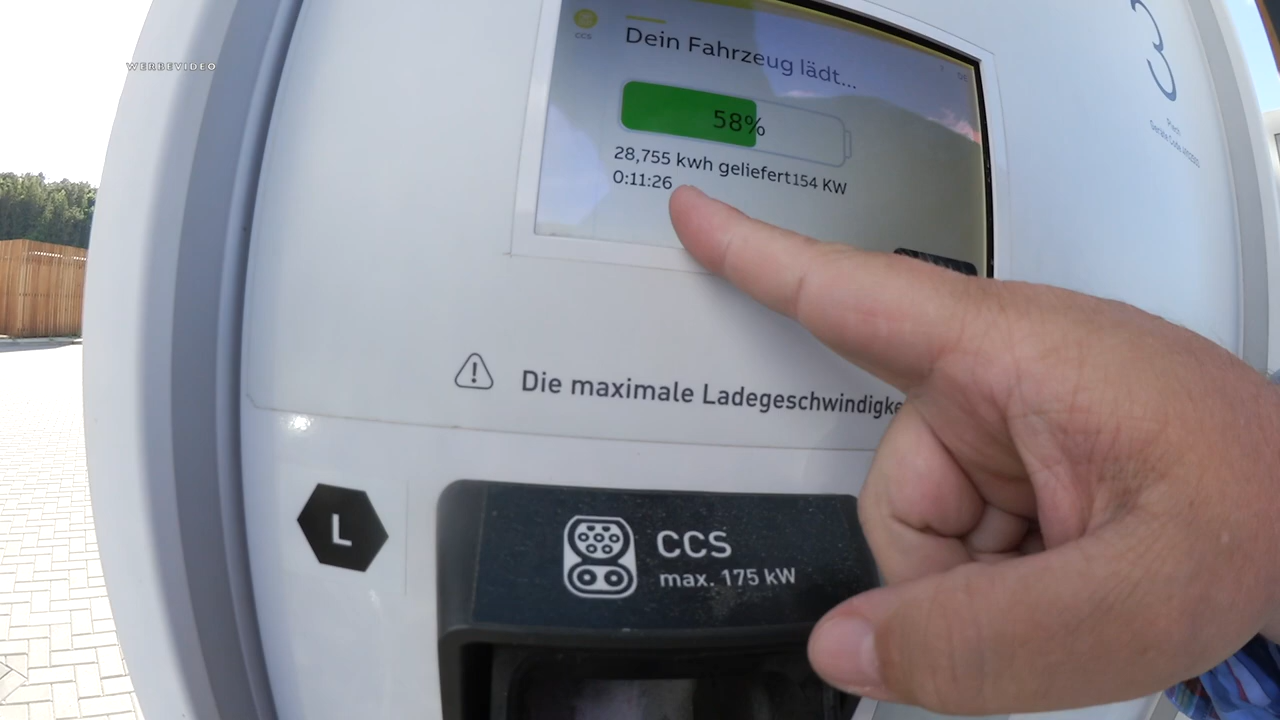 WERBEVIDEO
CCS
Dein Fahrzeug lädt...
58%
28,755 kwh geliefert154 KW
0:11:26
3
Die maximale Ladegeschwindigke
L
CCS
max. 175 kW